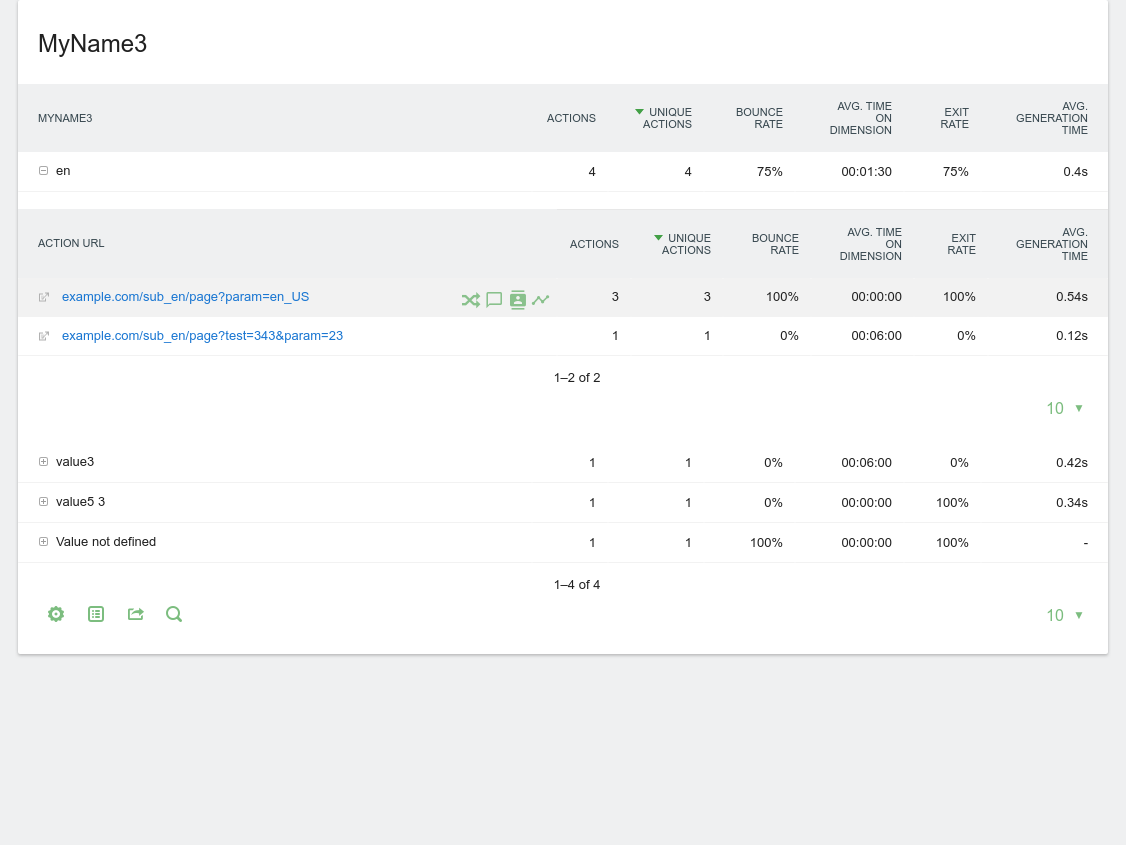 MyName3
MYNAME3 ACTIONS UNIQUE ACTIONS BOUNCE RATE AVG. TIME ON DIMENSION EXIT RATE AVG. GENERATION TIME
en 4 4 75% 00:01:30 75% 0.4s
ACTION URL ACTIONS UNIQUE ACTIONS BOUNCE RATE AVG. TIME ON DIMENSION EXIT RATE AVG. GENERATION TIME
example.com/sub_en/page?param=en_US 3 3 100% 00:00:00 100% 0.54s
example.com/sub_en/page?test=343&param=23 1 1 0% 00:06:00 0% 0.12s
1–2 of 2
10
value3 1 1 0% 00:06:00 0% 0.42s
value5 3 1 1 0% 00:00:00 100% 0.34s
Value not defined 1 1 100% 00:00:00 100% -
1–4 of 4
10